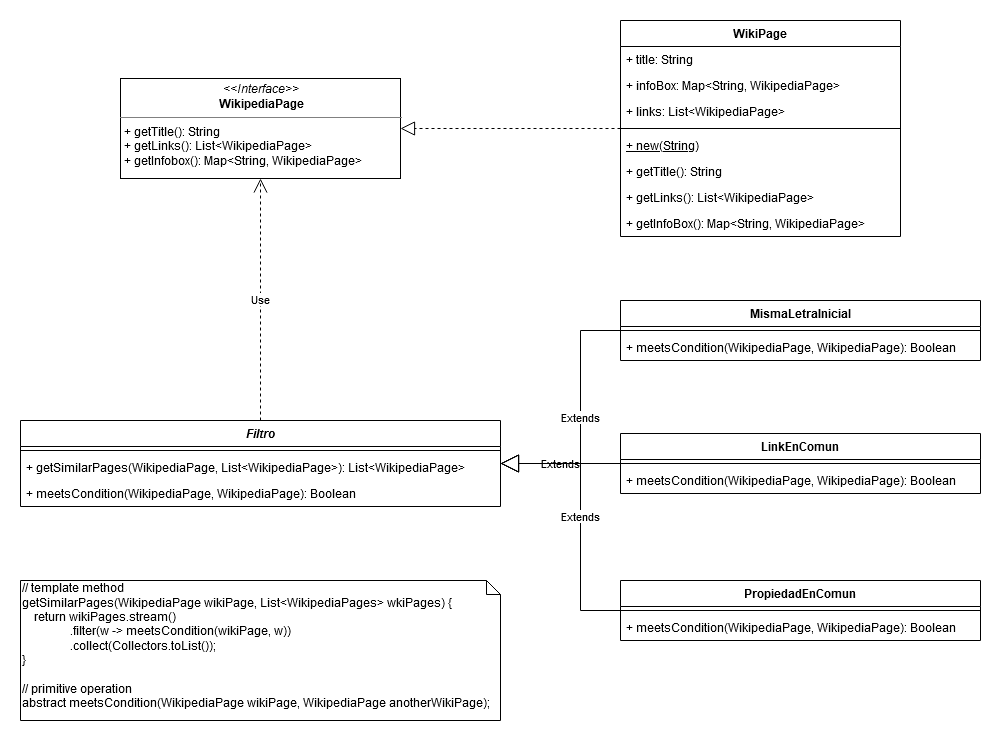 <<Interface>>
WikipediaPage
+ getTitle(): String
+ getLinks(): List<WikipediaPage>
+ getInfobox(): Map<String, WikipediaPage>
WikiPage
+ title: String
+ infoBox: Map<String, WikipediaPage>
+ links: List<WikipediaPage>
+ new(String)
+ getTitle(): String
+ getLinks(): List<WikipediaPage>
+ getInfoBox(): Map<String, WikipediaPage>
Use
MismaLetraInicial
+ meetsCondition(WikipediaPage, WikipediaPage): Boolean
Extends
Filtro
+ getSimilarPages(WikipediaPage, List<WikipediaPage>): List<WikipediaPage>
+ meetsCondition(WikipediaPage, WikipediaPage): Boolean
Extends
LinkEnComun
+ meetsCondition(WikipediaPage, WikipediaPage): Boolean
Extends
PropiedadEnComun
+ meetsCondition(WikipediaPage, WikipediaPage): Boolean
// template method
getSimilarPages(WikipediaPage wikiPage, List<WikipediaPages> wkiPages) {
return wikiPages.stream()
.filter(w -> meetsCondition(wikiPage, w))
.collect(Collectors.toList());
}
// primitive operation
abstract meetsCondition(WikipediaPage wikiPage, WikipediaPage anotherWikiPage);